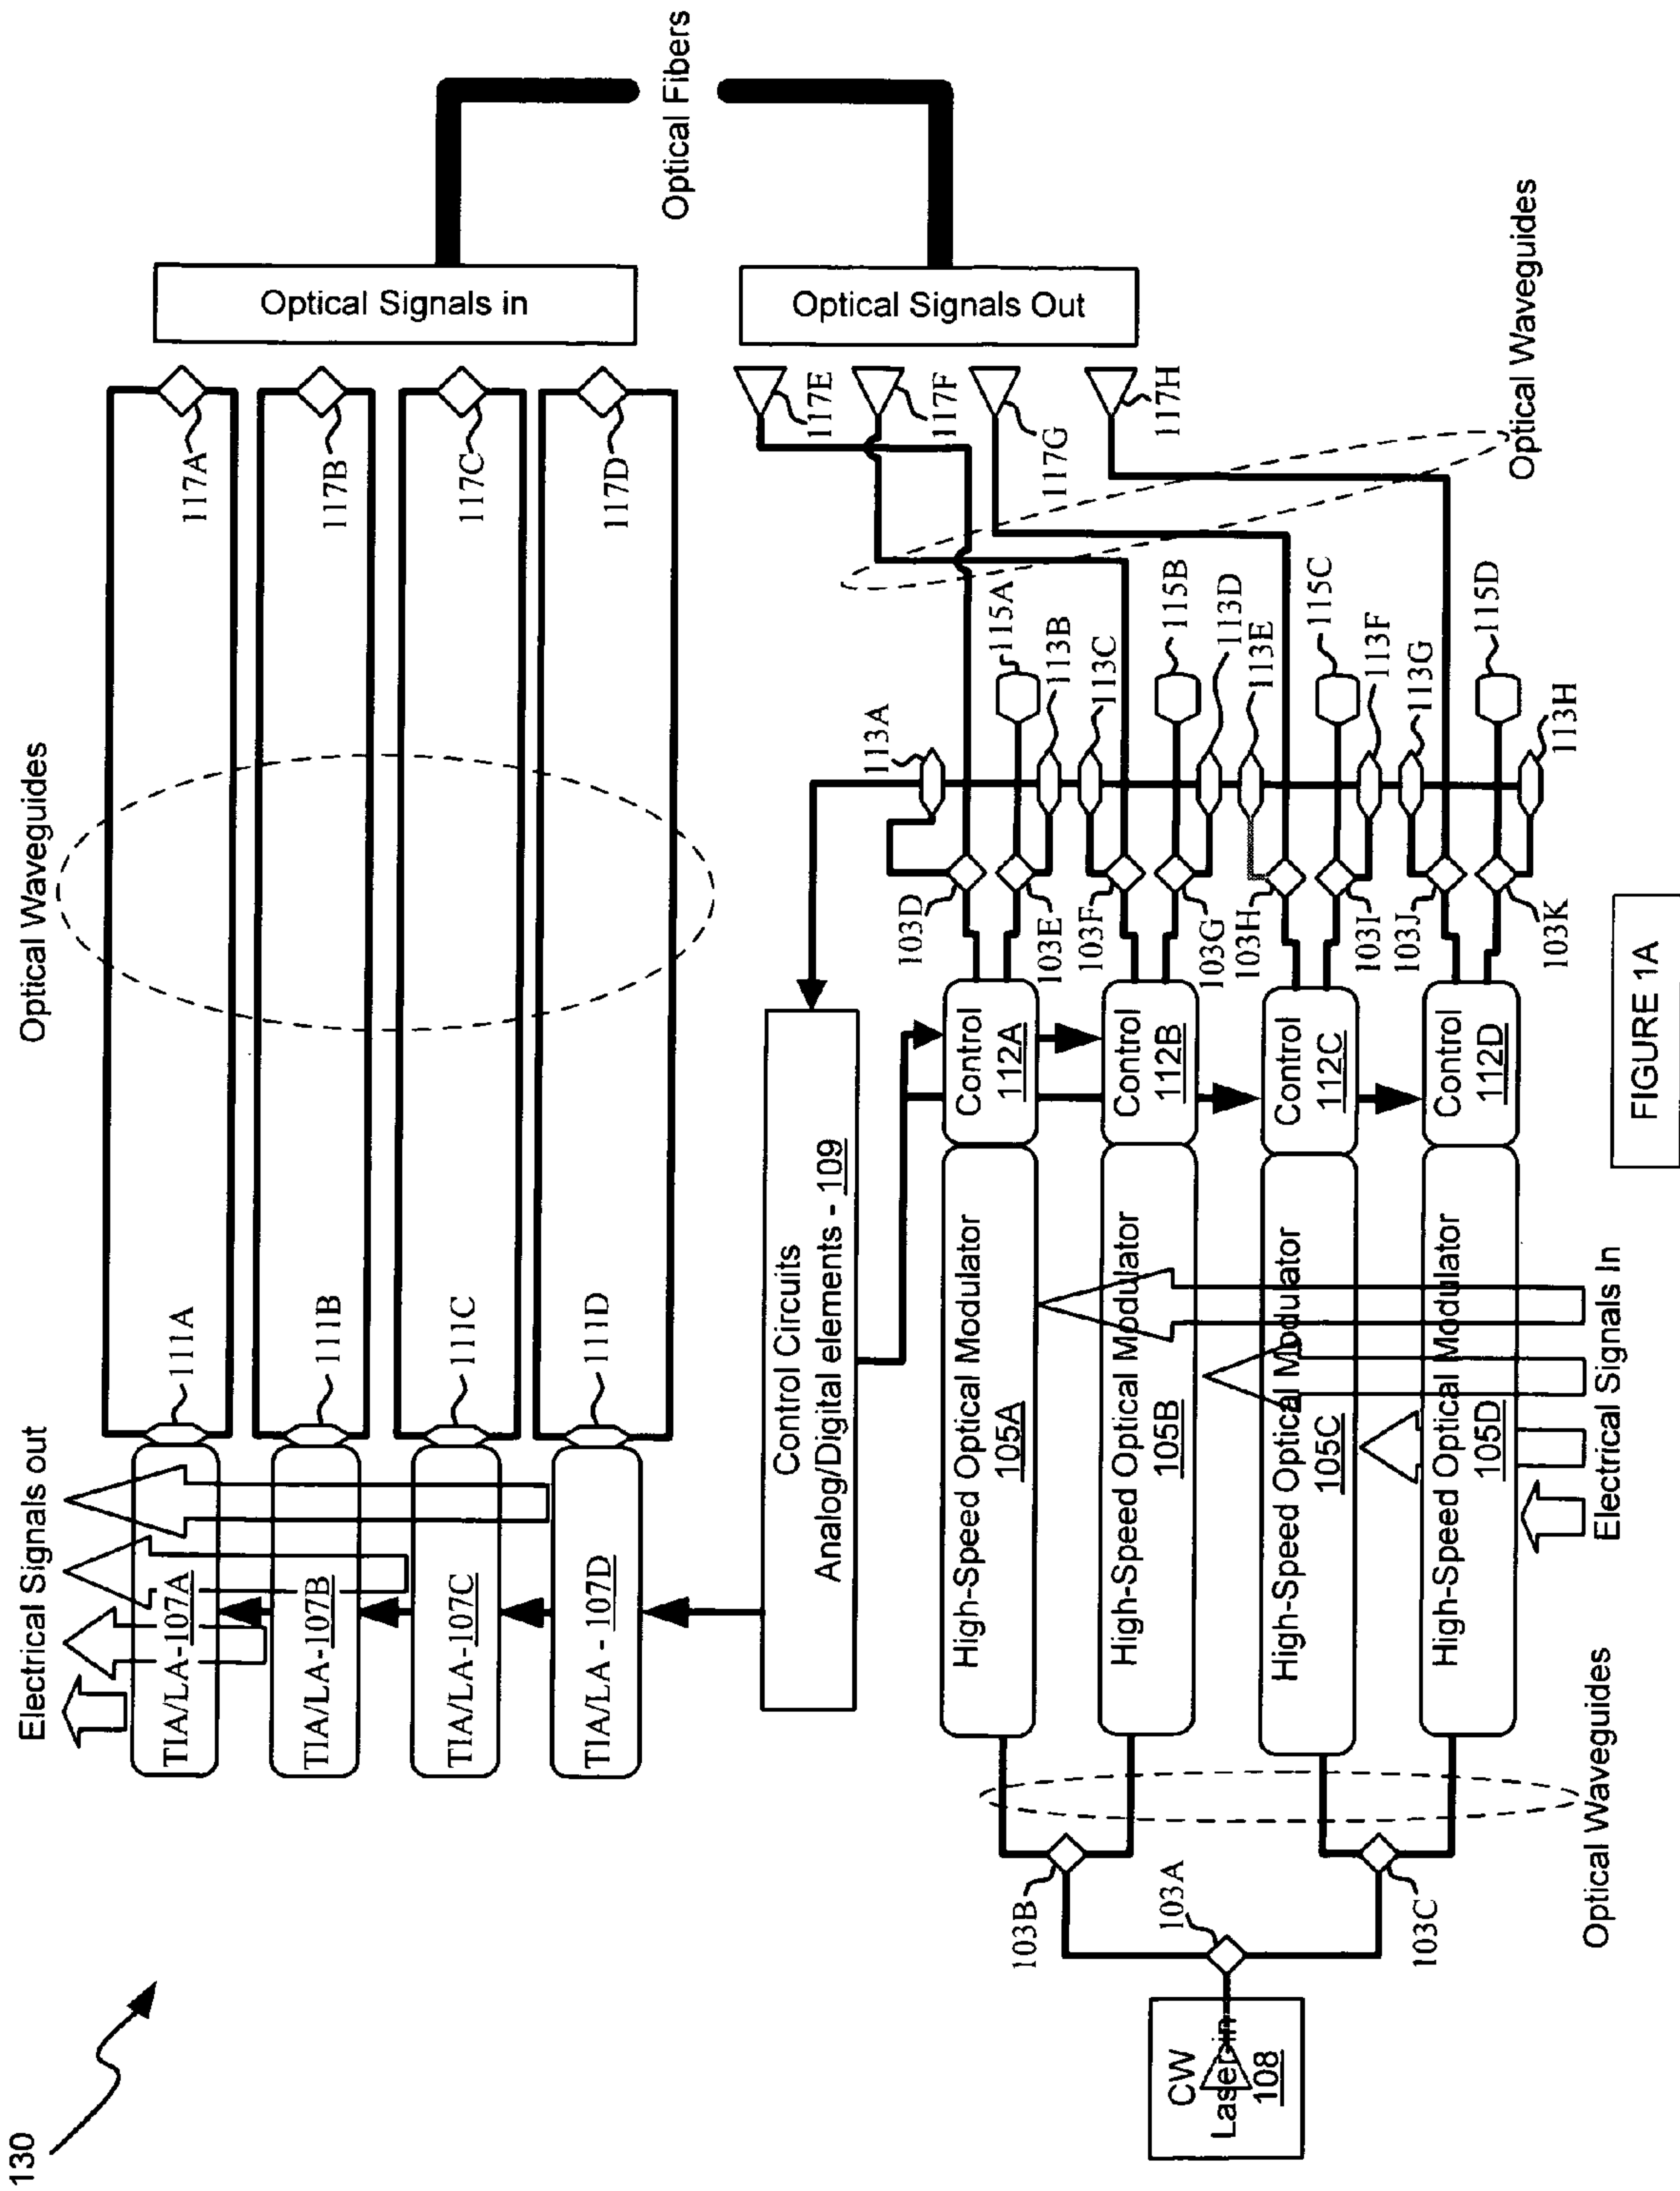 130
Electrical Signals out
Optical Waveguides
TIA/LA-107A
TIA/LA-107B
TIA/LA-107C
TIA/LA - 107D
111A
111B
111C
111D
117A
117B
117C
117D
Optical Signals in
Optical Fibers
Optical Signals Out
Control Circuits
Analog/Digital elements - 109
CW
Laser in
108
103A
103B
103C
Optical Waveguides
High-Speed Optical Modulator
105A
High-Speed Optical Modulator
105B
High-Speed Optical Modulator
105C
High-Speed Optical Modulator
105D
Electrical Signals In
Control
112A
Control
112B
Control
112C
Control
112D
103D
103E
103F
103G
103H
103I
103J
103K
113A
113B
113C
113D
113E
113F
113G
113H
115A
115B
115C
115D
117E
117F
117G
117H
Optical Waveguides
FIGURE 1A